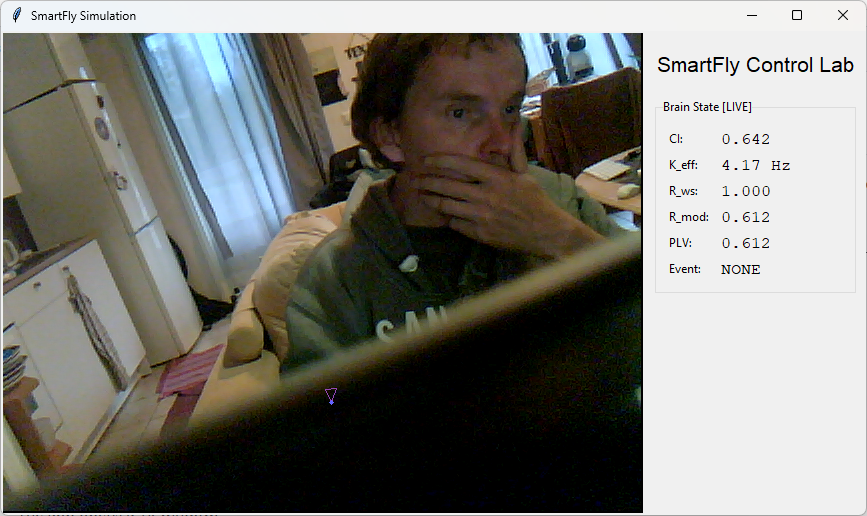 SmartFly Simulation
SmartFly Control Lab
Brain State [LIVE]
CI: 0.642
K_eff: 4.17 Hz
R_ws: 1.000
R_mod: 0.612
PLV: 0.612
Event: NONE
SAN